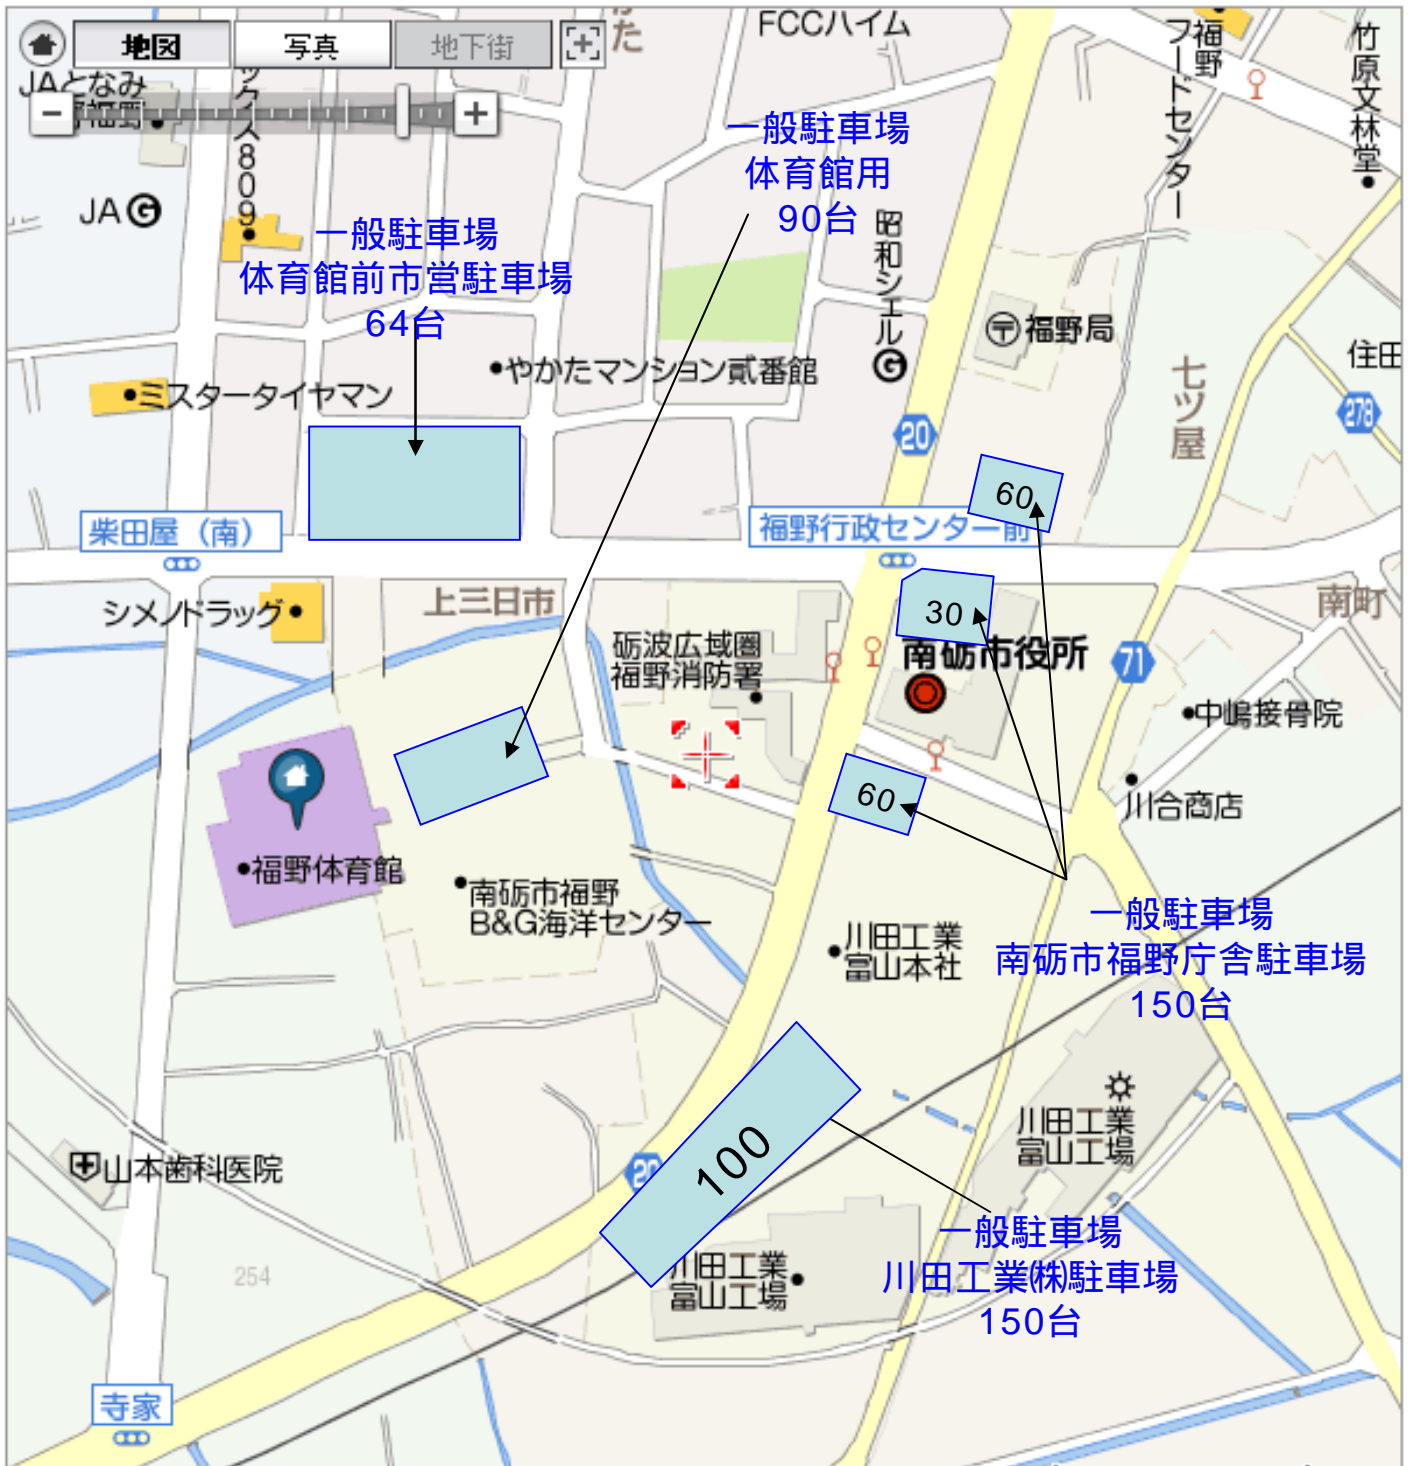 地図
写真
地下街
FCCハイム
JAとなみ
福野
JA
G
一般駐車場
体育館用
90台
一般駐車場
体育館前市営駐車場
64台
昭和シェル
G
福野
フードセンター
竹原文林堂
〒福野局
やかたマンション貳番館
ミスタータイヤマン
七ツ屋
住田
278
20
60
柴田屋（南）
福野行政センター前
シメノドラッグ
上三日市
30
南町
砺波広域圏
福野消防署
南砺市役所
71
中嶋接骨院
60
川合商店
福野体育館
南砺市福野
B&G海洋センター
川田工業
富山本社
一般駐車場
南砺市福野庁舎駐車場
150台
100
川田工業
富山工場
山本歯科医院
20
一般駐車場
川田工業㈱駐車場
150台
254
川田工業
富山工場
寺家